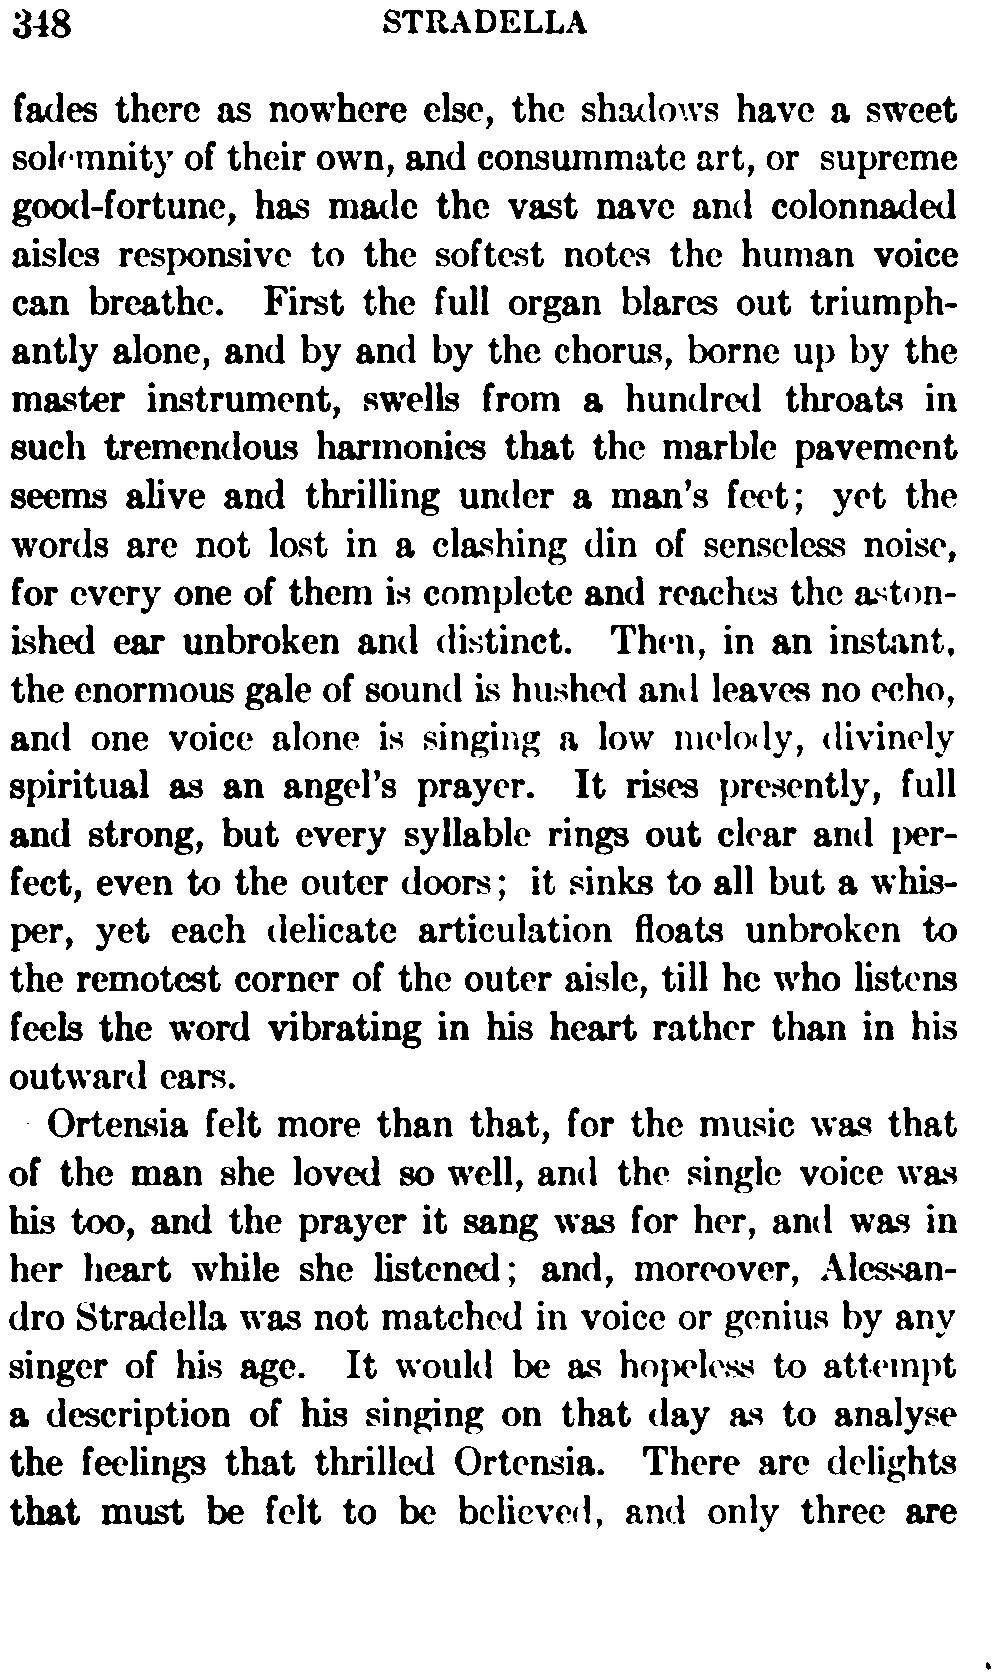 348 STRADELLA
fades there as nowhere else, the shadows have a sweet
solemnity of their own, and consummate art, or supreme
good-fortune, has made the vast nave and colonnaded
aisles responsive to the softest notes the human voice
can breathe. First the full organ blares out triumph-
antly alone, and by and by the chorus, borne up by the
master instrument, swells from a hundred throats in
such tremendous harmonies that the marble pavement
seems alive and thrilling under a man's feet; yet the
words are not lost in a clashing din of senseless noise,
for every one of them is complete and reaches the aston-
ished ear unbroken and distinct. Then, in an instant,
the enormous gale of sound is hushed and leaves no echo,
and one voice alone is singing a low melody, divinely
spiritual as an angel's prayer. It rises presently, full
and strong, but every syllable rings out clear and per-
fect, even to the outer doors; it sinks to all but a whis-
per, yet each delicate articulation floats unbroken to
the remotest corner of the outer aisle, till he who listens
feels the word vibrating in his heart rather than in his
outward ears.
Ortensia felt more than that, for the music was that
of the man she loved so well, and the single voice was
his too, and the prayer it sang was for her, and was in
her heart while she listened; and, moreover, Alessan-
dro Stradella was not matched in voice or genius by any
singer of his age. It would be as hopeless to attempt
a description of his singing on that day as to analyse
the feelings that thrilled Ortensia. There are delights
that must be felt to be believed, and only three are